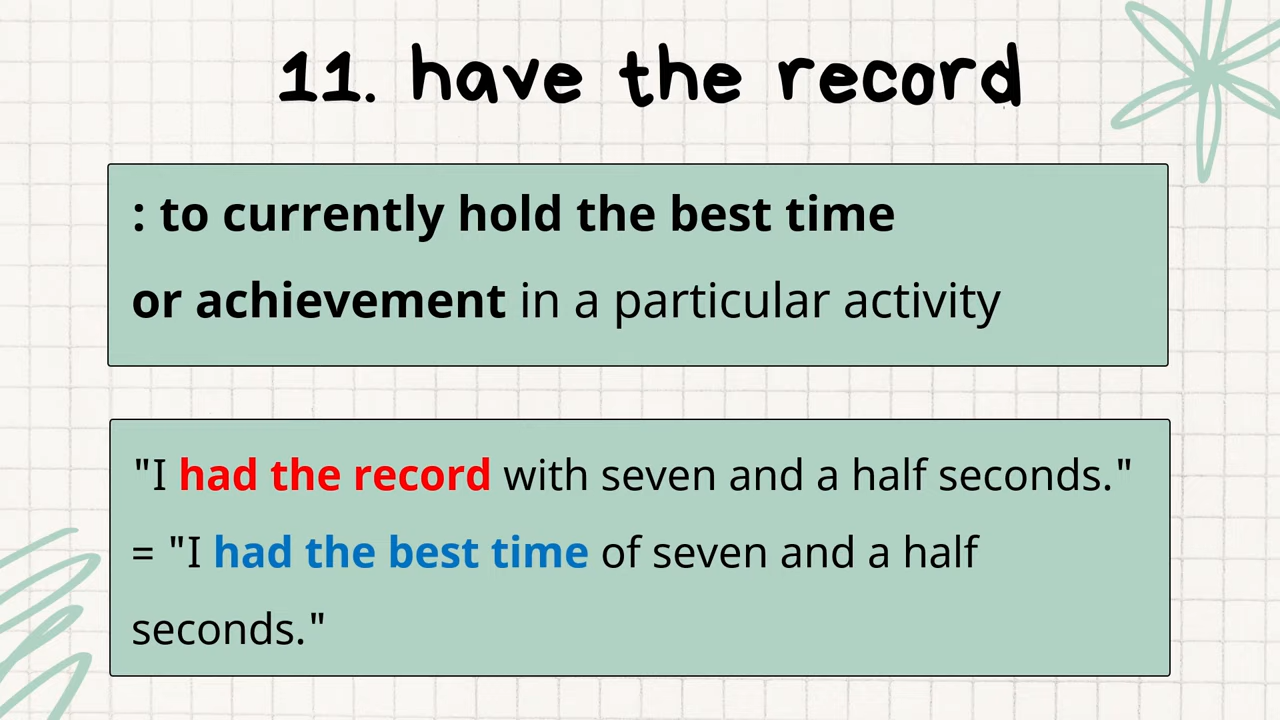 11. have the record
: to currently hold the best time
or achievement in a particular activity
"I had the record with seven and a half seconds."
= "I had the best time of seven and a half
seconds."